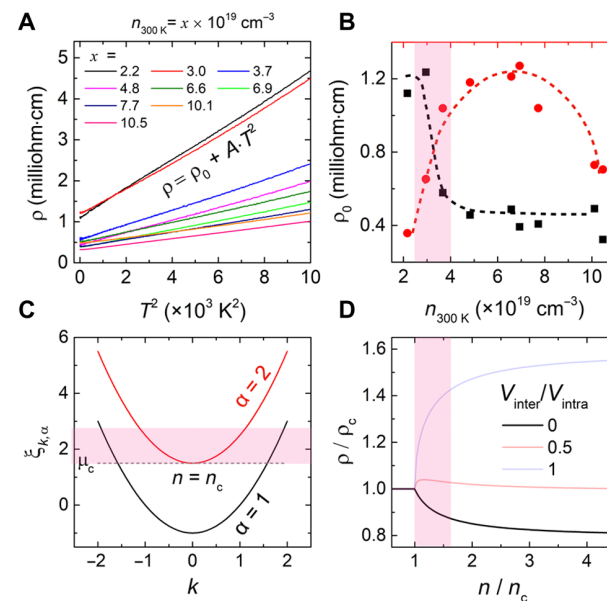 A
n300 K = x × 10^19 cm^−3
x =
2.2 3.0 3.7
4.8 6.6 6.9
7.7 10.1
10.5
ρ = ρ0 + A·T^2
ρ (milliohm·cm)
5
4
3
2
1
0
0 2 4 6 8 10
T^2 (×10^3 K^2)
B
ρ0 (milliohm·cm)
1.2
0.8
0.4
2 4 6 8 10
n300 K (×10^19 cm^−3)
C
ξk,α
6
4
2
0
μc
α = 2
n = nc
α = 1
−2 −1 0 1 2
k
D
ρ / ρc
1.6
1.4
1.2
1.0
0.8
Vinter/Vintra
0
0.5
1
1 2 3 4
n / nc